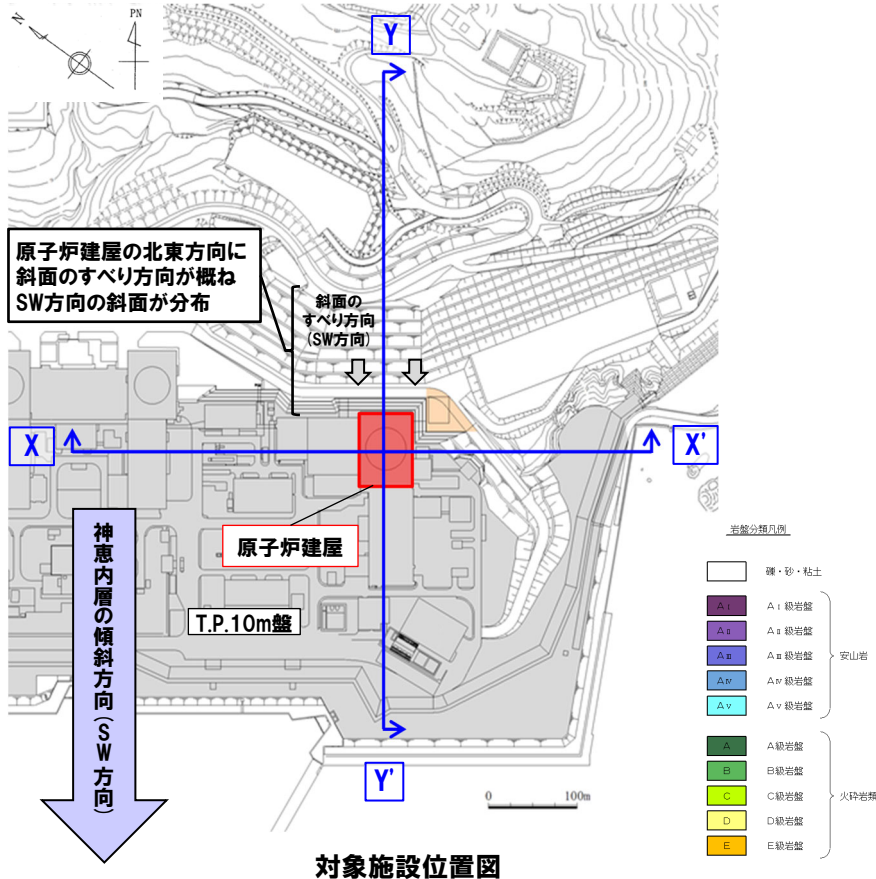 N
PN
Y
原子炉建屋の北東方向に
斜面のすべり方向が概ね
SW方向の斜面が分布
斜面の
すべり方向
(SW方向)
X
X'
原子炉建屋
神恵内層の傾斜方向(SW方向)
T.P.10m盤
Y'
0 100m
対象施設位置図
岩盤分類凡例
礫・砂・粘土
AⅠ AⅠ級岩盤
AⅡ AⅡ級岩盤
AⅢ AⅢ級岩盤
AⅣ AⅣ級岩盤
AⅤ AⅤ級岩盤
安山岩
A A級岩盤
B B級岩盤
C C級岩盤
D D級岩盤
E E級岩盤
火砕岩類